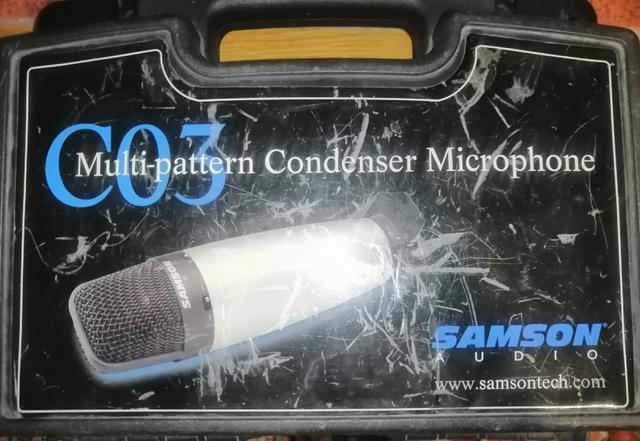 C03
Multi-pattern Condenser Microphone
SAMSON
SAMSON®
AUDIO
www.samsontech.com